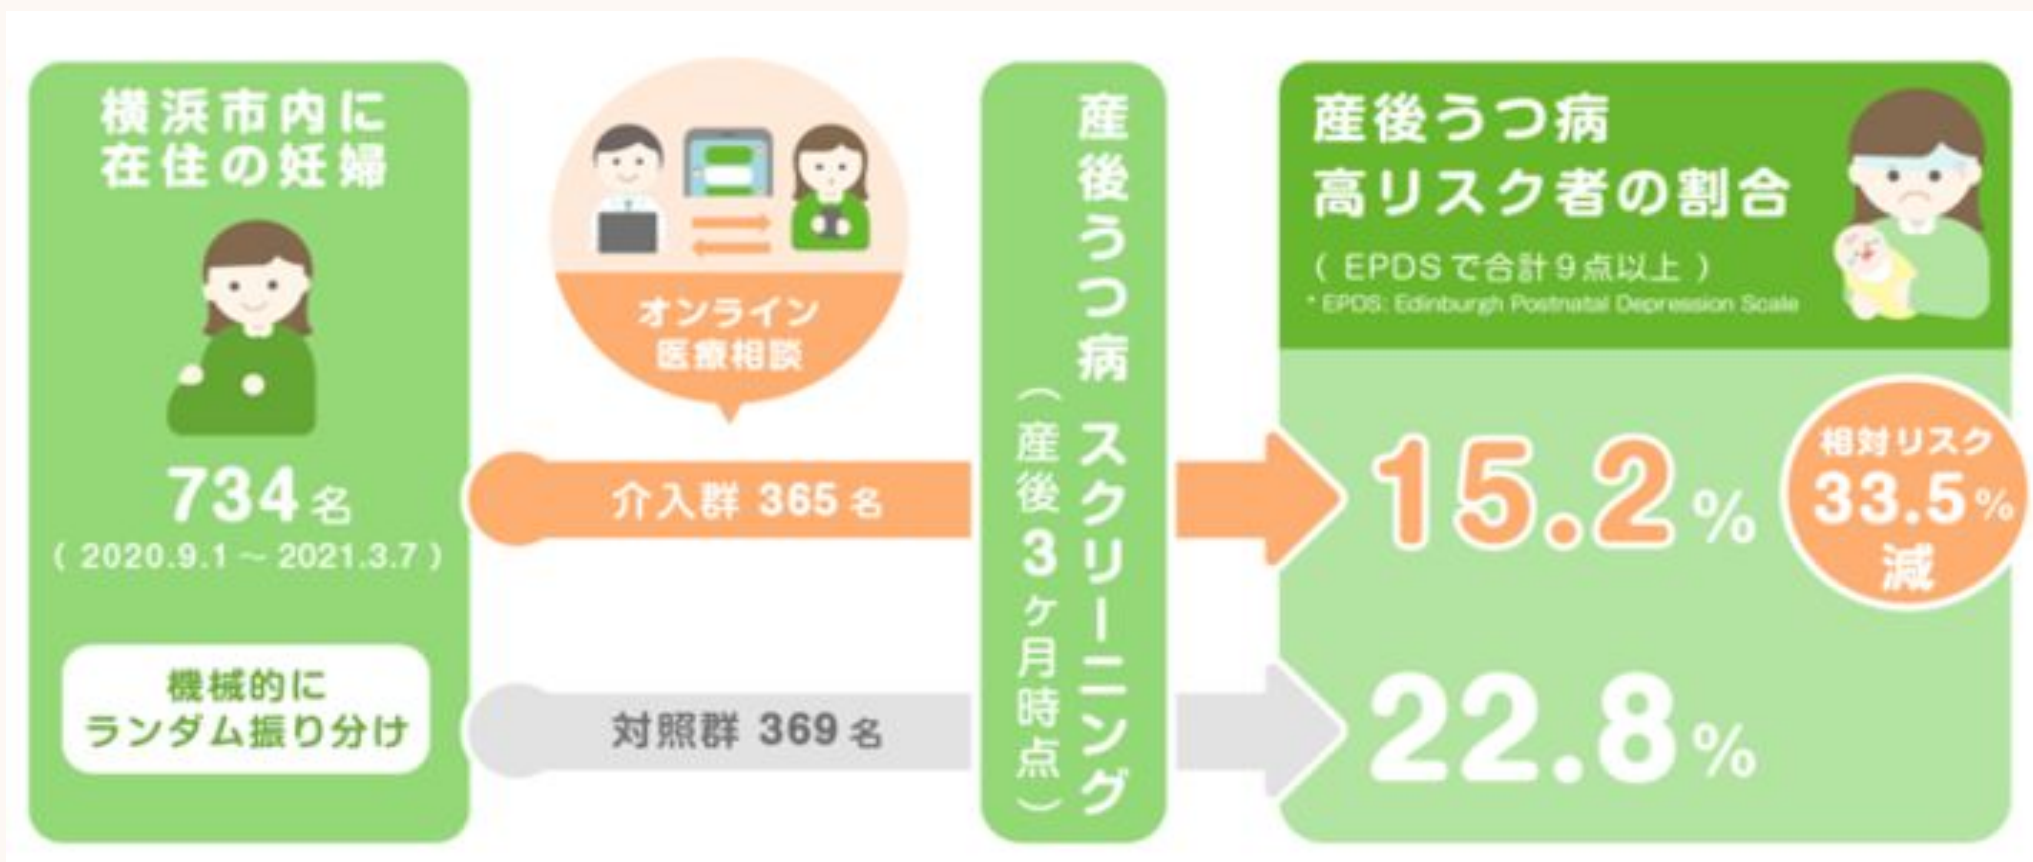 横浜市内に
在住の妊婦
734名
( 2020.9.1 ~ 2021.3.7 )
機械的に
ランダム振り分け
オンライン
医療相談
介入群 365名
対照群 369名
産後うつ病 スクリーニング
(産後3ヶ月時点)
産後うつ病
高リスク者の割合
( EPDSで合計9点以上 )
* EPDS: Edinburgh Postnatal Depression Scale
15.2%
相対リスク
33.5%
減
22.8%